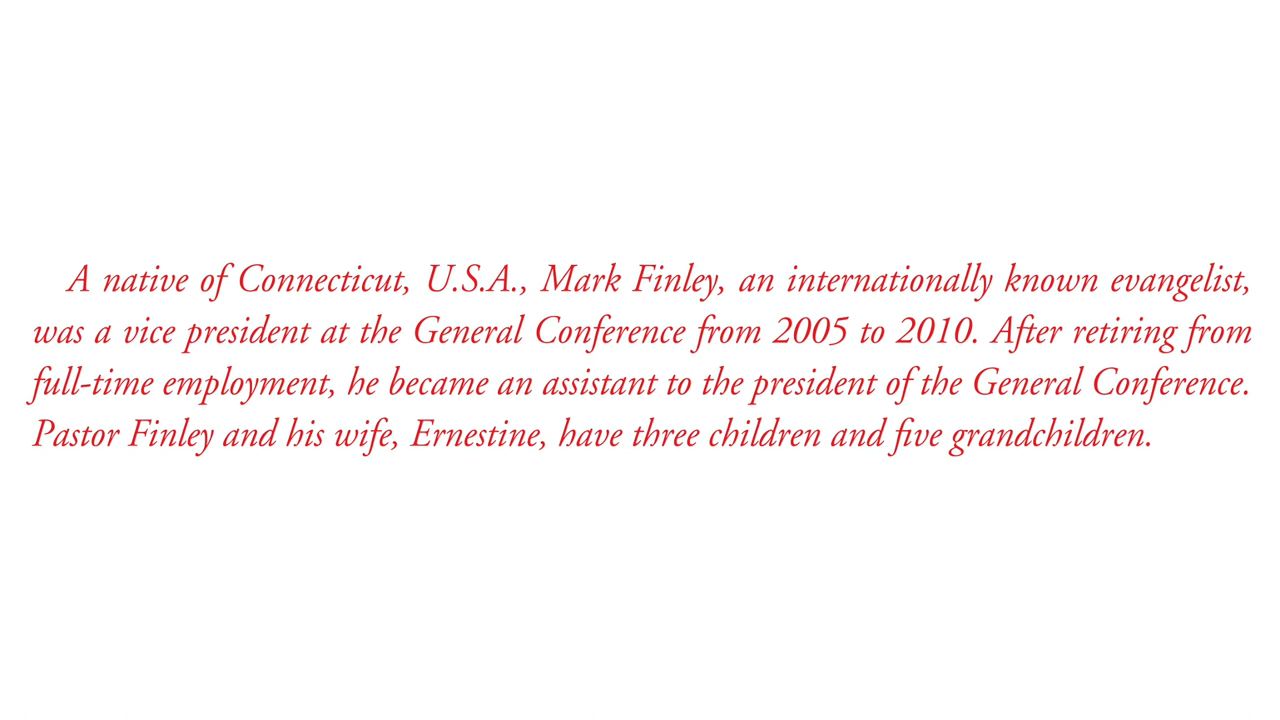 A native of Connecticut, U.S.A., Mark Finley, an internationally known evangelist,
was a vice president at the General Conference from 2005 to 2010. After retiring from
full-time employment, he became an assistant to the president of the General Conference.
Pastor Finley and his wife, Ernestine, have three children and five grandchildren.